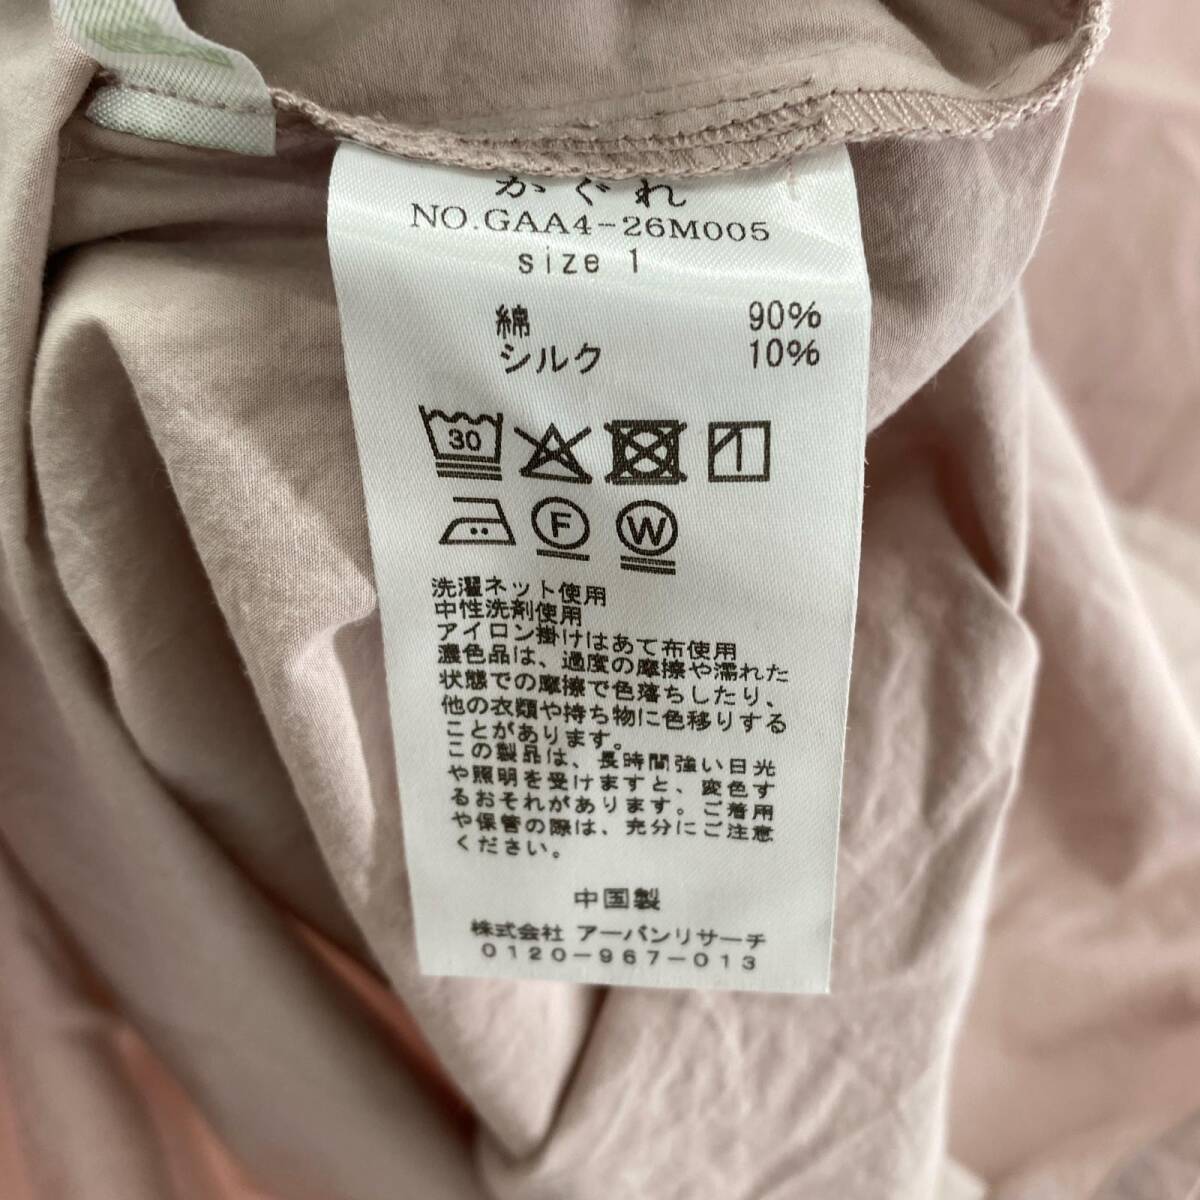 かぐれ
NO.GAA4-26M005
size 1
綿 90%
シルク 10%
30
F W
洗濯ネット使用
中性洗剤使用
アイロン掛けはあて布使用
濃色品は、過度の摩擦や濡れた
状態での摩擦で色落ちしたり、
他の衣類や持ち物に色移りする
ことがあります。
この製品は、長時間強い日光
や照明を受けますと、変色す
るおそれがあります。ご着用
や保管の際は、充分にご注意
ください。
中国製
株式会社 アーバンリサーチ
0120-967-013